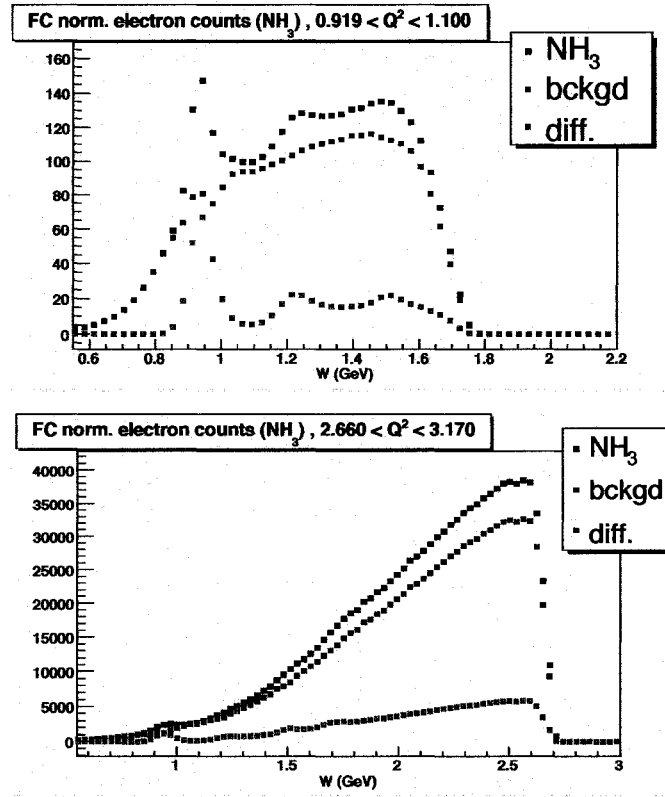 FC norm. electron counts (NH₃) , 0.919 < Q² < 1.100
NH₃
bckgd
diff.
160
140
120
100
80
60
40
20
0
0.6 0.8 1 1.2 1.4 1.6 1.8 2 2.2
W (GeV)
FC norm. electron counts (NH₃) , 2.660 < Q² < 3.170
NH₃
bckgd
diff.
40000
35000
30000
25000
20000
15000
10000
5000
0
1 1.5 2 2.5 3
W (GeV)